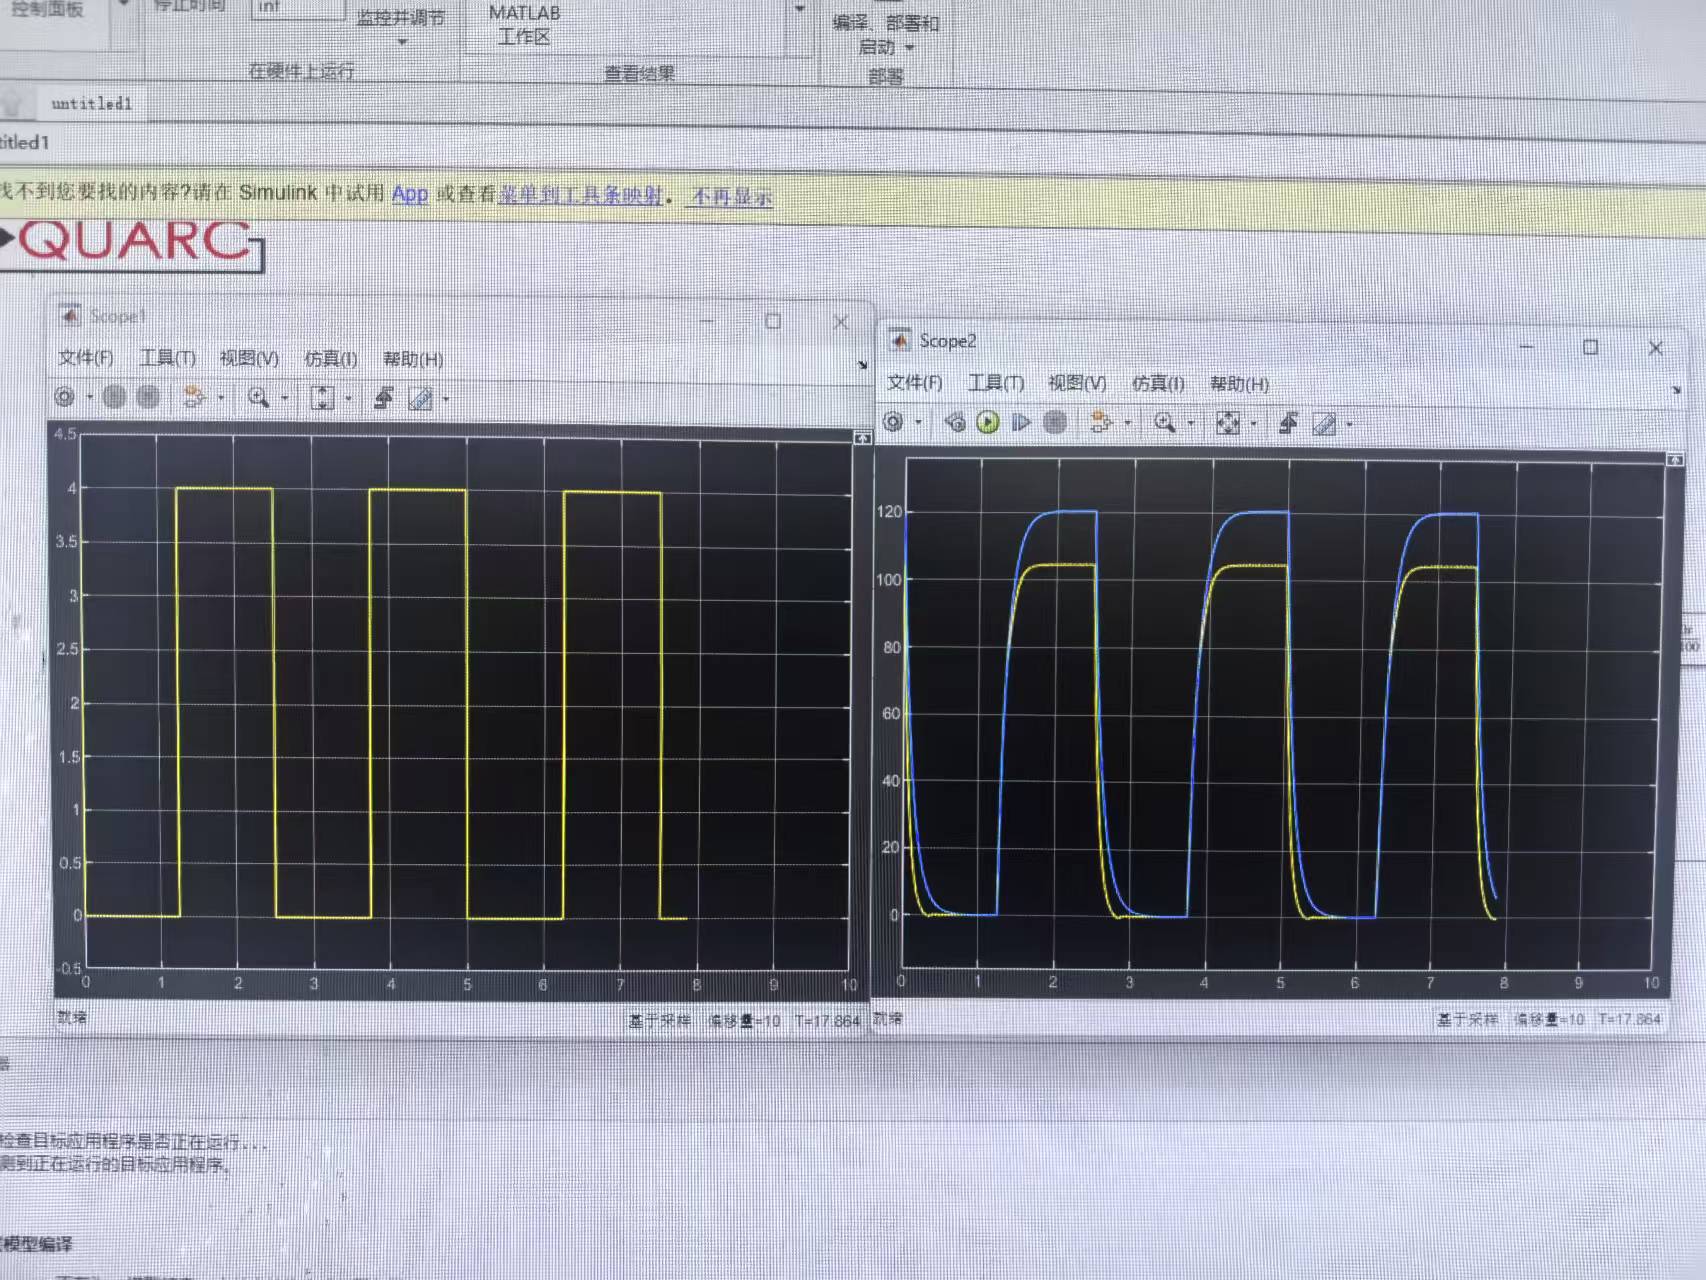 控制面板
停止时间
inf
监控并调节
MATLAB
工作区
编译、部署和
启动
在硬件上运行
查看结果
部署
untitled1
titled1
找不到您要找的内容?请在 Simulink 中试用 App 或查看菜单到工具条映射。 不再显示
QUARC
Scope1
文件(F) 工具(T) 视图(V) 仿真(I) 帮助(H)
4.5
4
3.5
3
2.5
2
1.5
1
0.5
0
-0.5
0 1 2 3 4 5 6 7 8 9 10
就绪
基于采样 偏移量=10 T=17.864
Scope2
文件(F) 工具(T) 视图(V) 仿真(I) 帮助(H)
120
100
80
60
40
20
0
0 1 2 3 4 5 6 7 8 9 10
就绪
基于采样 偏移量=10 T=17.864
器
检查目标应用程序是否正在运行...
测到正在运行的目标应用程序。
模型编译